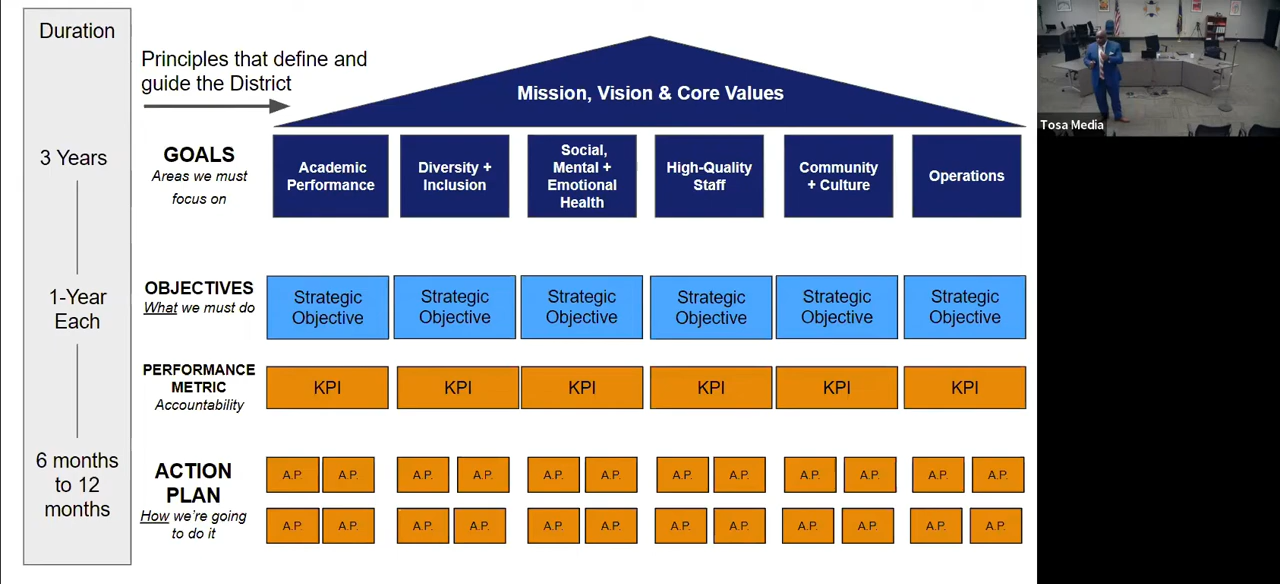 Duration
Principles that define and
guide the District
Mission, Vision & Core Values
3 Years
GOALS
Areas we must
focus on
Academic
Performance
Diversity +
Inclusion
Social,
Mental +
Emotional
Health
High-Quality
Staff
Community
+ Culture
Operations
1-Year
Each
OBJECTIVES
What we must do
Strategic
Objective
Strategic
Objective
Strategic
Objective
Strategic
Objective
Strategic
Objective
Strategic
Objective
PERFORMANCE
METRIC
Accountability
KPI
KPI
KPI
KPI
KPI
KPI
6 months
to 12
months
ACTION
PLAN
How we're going
to do it
A.P. A.P. A.P. A.P. A.P. A.P. A.P. A.P. A.P. A.P. A.P. A.P.
A.P. A.P. A.P. A.P. A.P. A.P. A.P. A.P. A.P. A.P. A.P. A.P.
Tosa Media